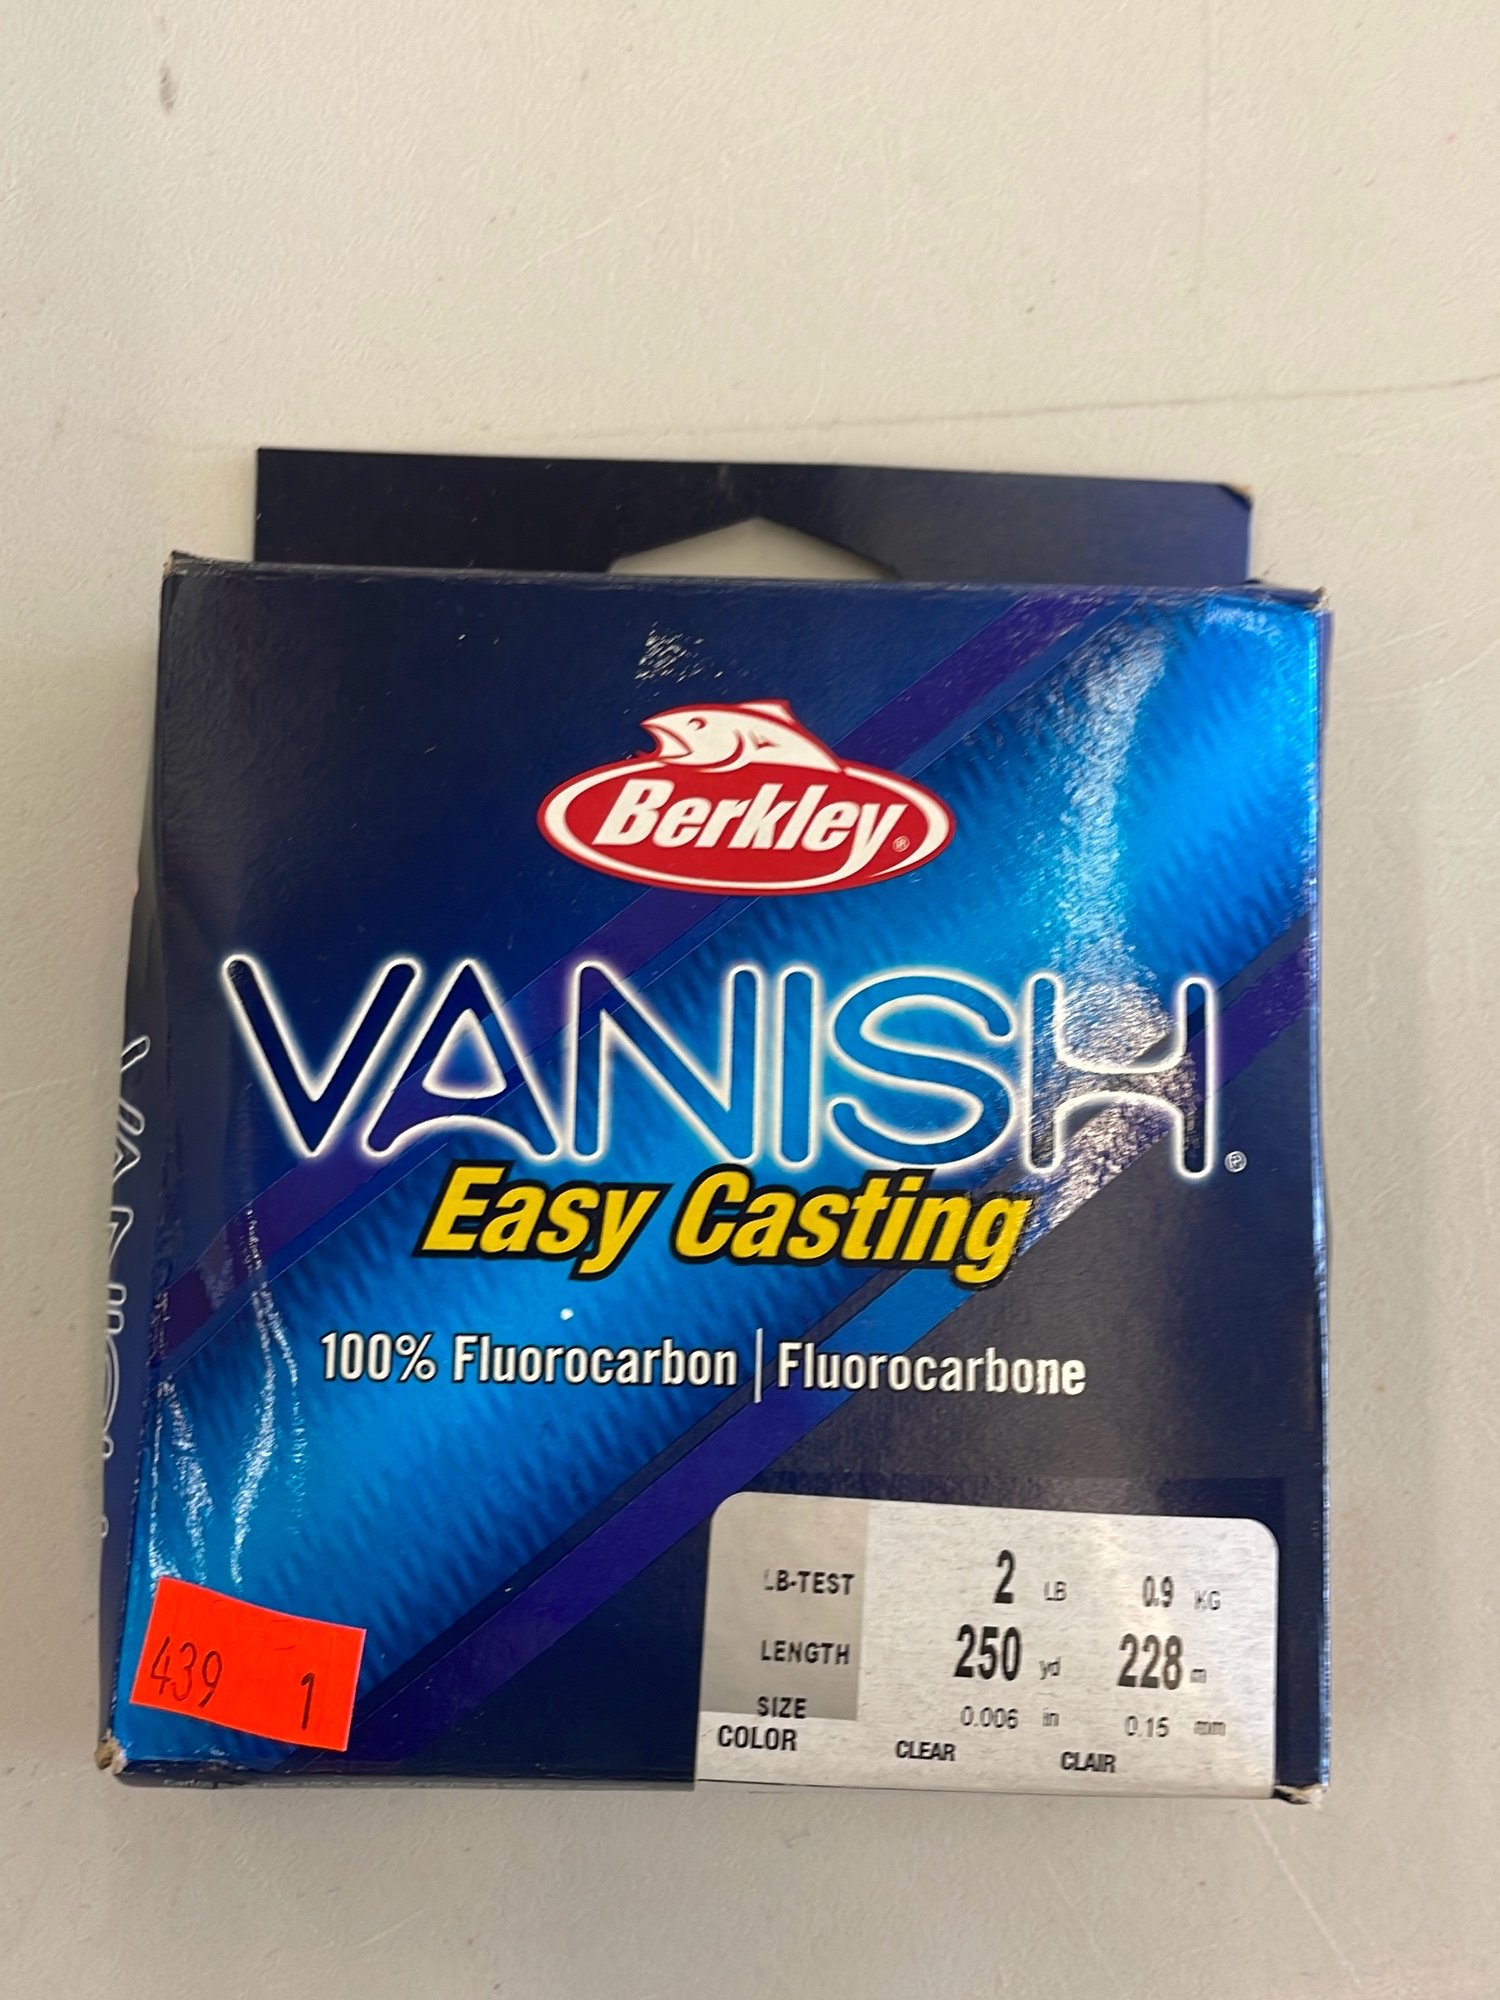 Berkley®
VANISH®
Easy Casting
100% Fluorocarbon | Fluorocarbone
LB-TEST 2 LB 0.9 KG
LENGTH 250 yd 228 m
SIZE 0.006 in 0.15 mm
COLOR CLEAR CLAIR
439 1
VANISH